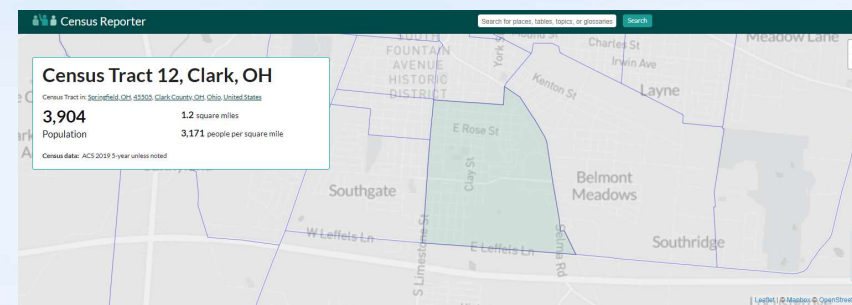 Census Reporter
Search for places, tables, topics, or glossaries
Search
Census Tract 12, Clark, OH
Census Tract in: Springfield, OH, 45505, Clark County, OH, Ohio, United States
3,904
Population
1.2 square miles
3,171 people per square mile
Census data: ACS 2019 5-year unless noted
SOUTH
FOUNTAIN
AVENUE
HISTORIC
DISTRICT
York S
Charles St
Irwin Ave
Meadow Lane
Kenton St
Layne
E Rose St
Clay St
Belmont
Meadows
Southgate
W Leffels Ln
S Limestone St
E Leffels Ln
Selma Rd
Southridge
Leaflet | © Mapbox © OpenStreet